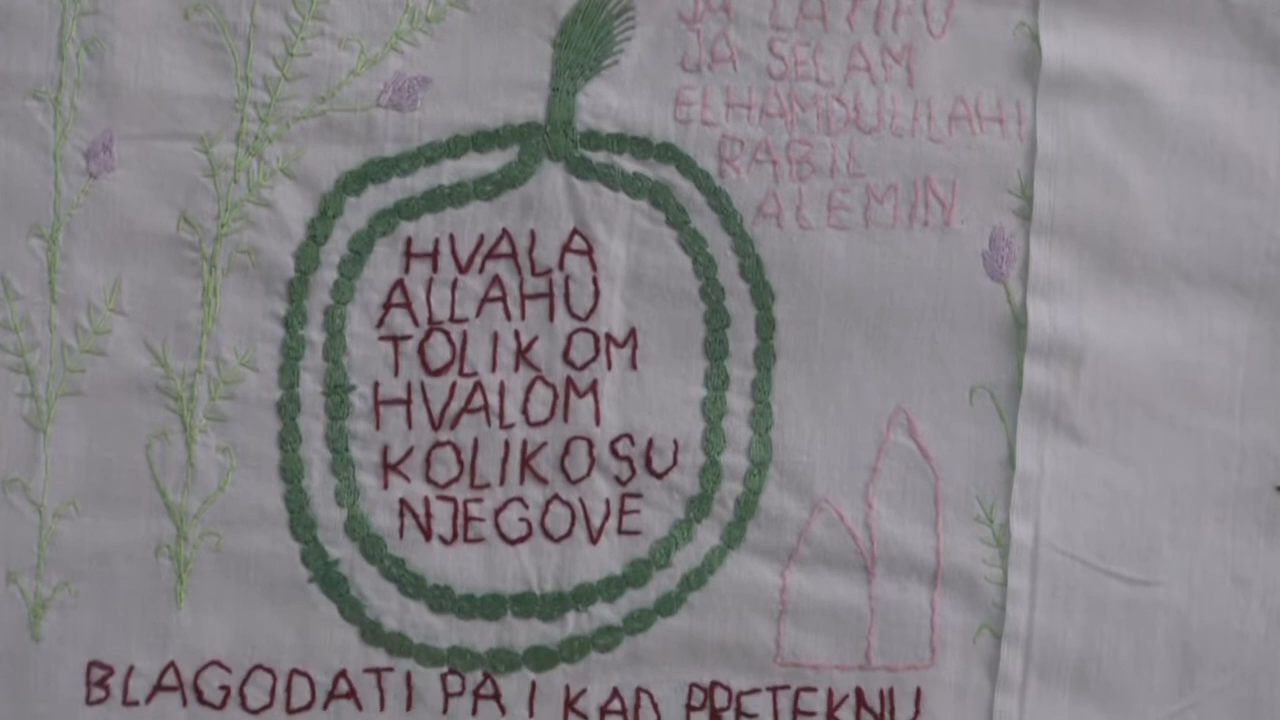 JA LATIFU
JA SELAM
ELHAMDULILAHI
RABIL
ALEMIN.
HVALA
ALLAHU
TOLIKOM
HVALOM
KOLIKO SU
NJEGOVE
BLAGODATI PA I KAD PRETEKNU